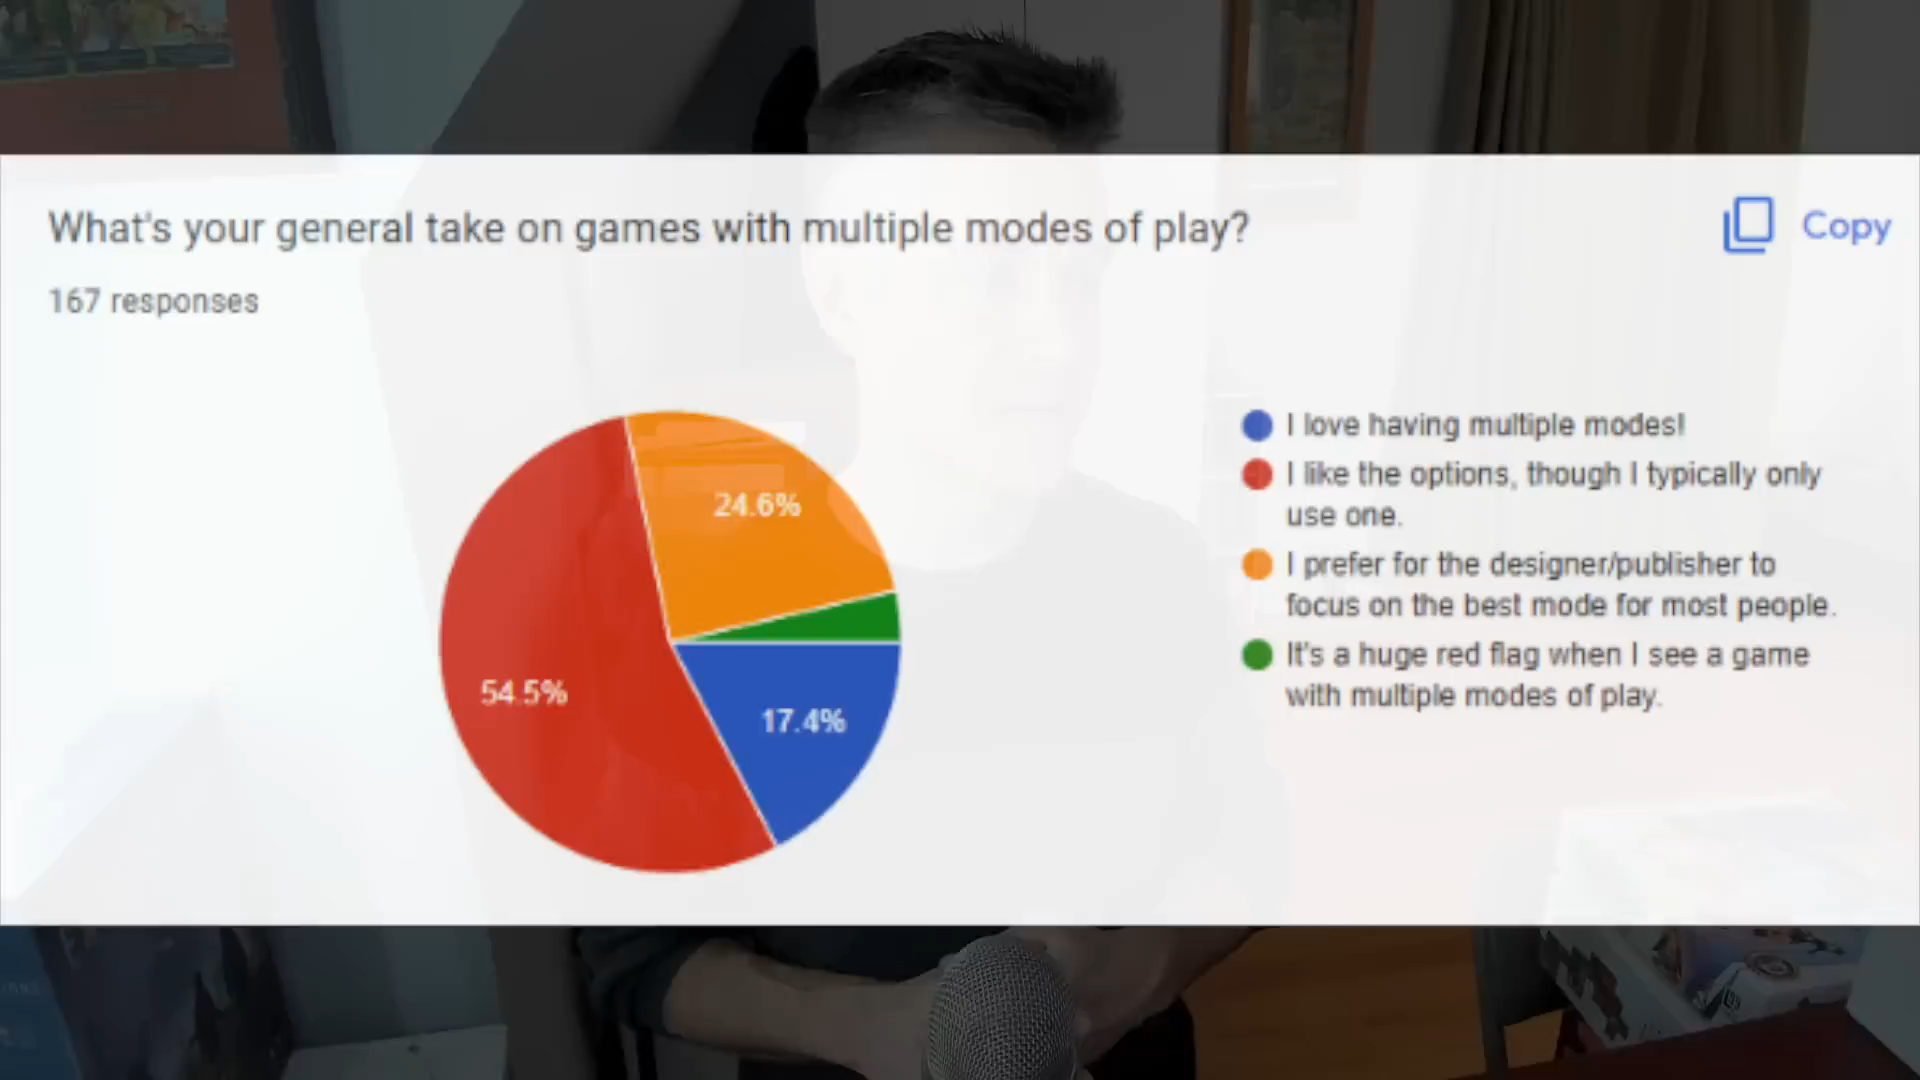 What's your general take on games with multiple modes of play?
Copy
167 responses
24.6%
54.5%
17.4%
I love having multiple modes!
I like the options, though I typically only
use one.
I prefer for the designer/publisher to
focus on the best mode for most people.
It's a huge red flag when I see a game
with multiple modes of play.